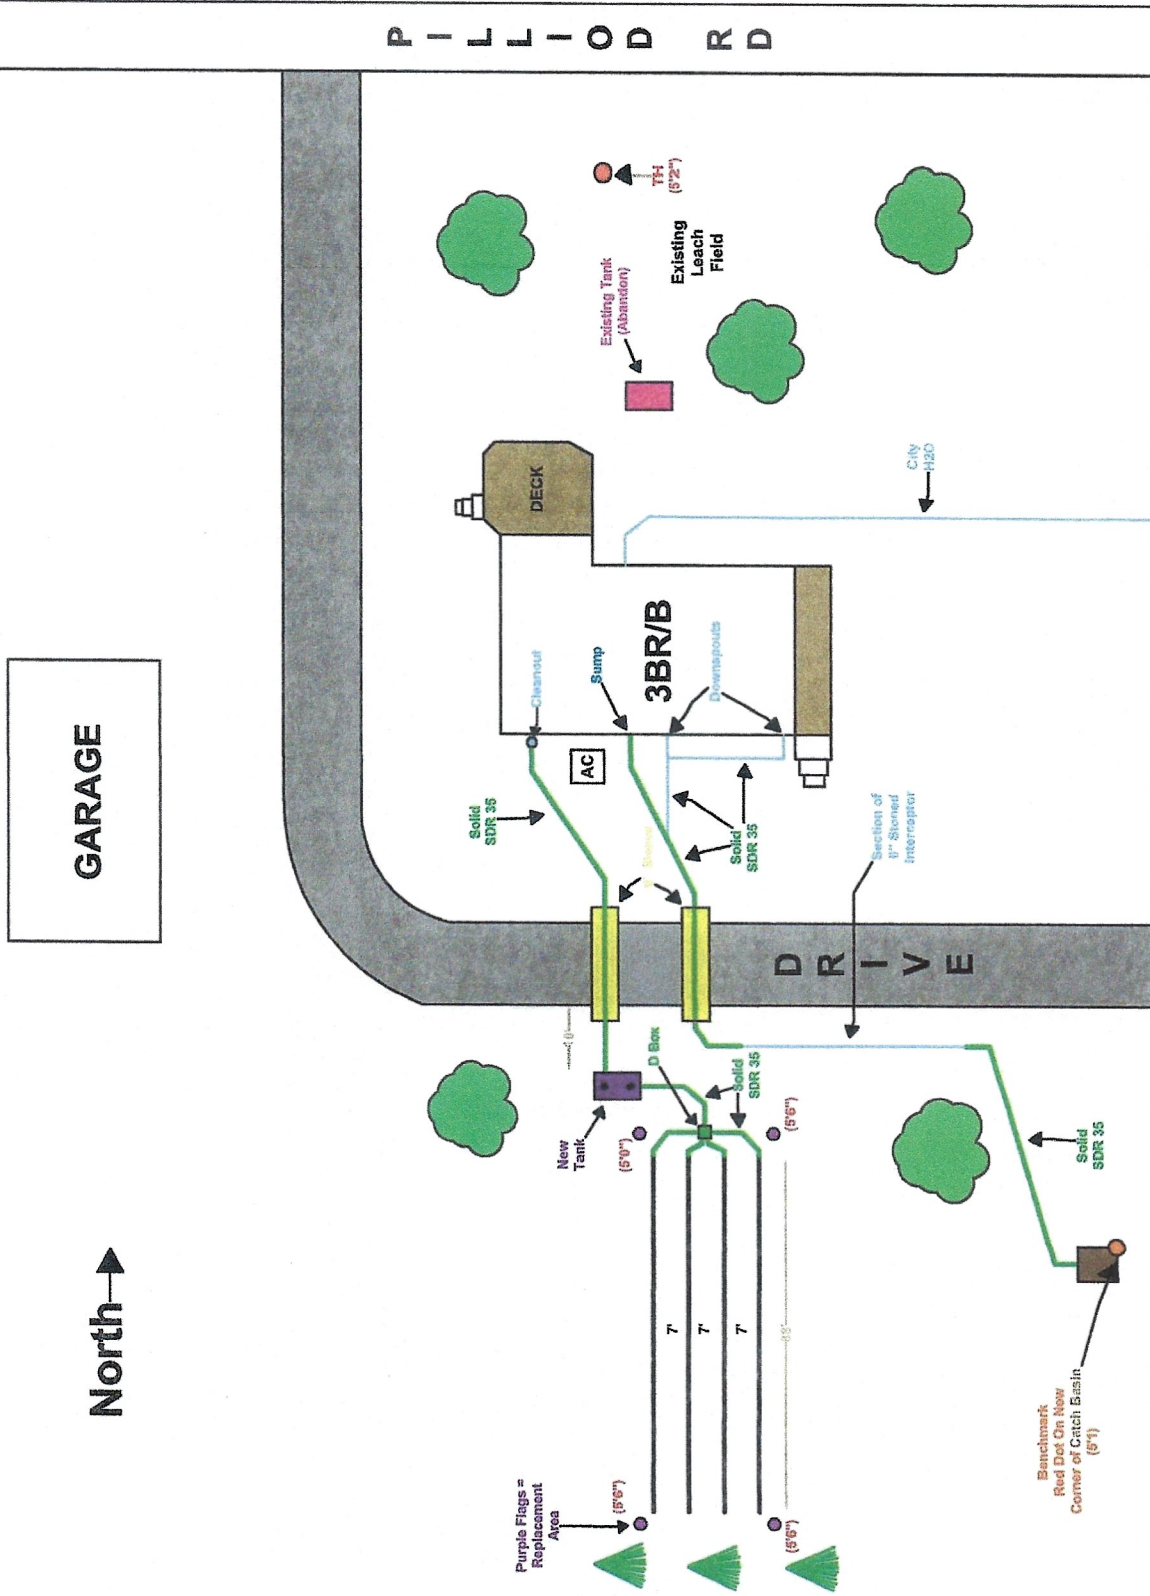 PILLIOD RD
TH
(5'2")
Existing
Leach
Field
Existing Tank
(Abandon)
DECK
City
H2O
GARAGE
3BR/B
Cleanout
Sump
Downspouts
AC
Solid
SDR 35
Solid
SDR 35
Section of
6" Stoned
Interceptor
DRIVE
D Box
Solid
SDR 35
New
Tank
(5'0")
(5'6")
Solid
SDR 35
North
7'
7'
7'
Purple Flags =
Replacement
Area
(5'6")
(5'6")
Benchmark
Red Dot On New
Corner of Catch Basin
(5'1)